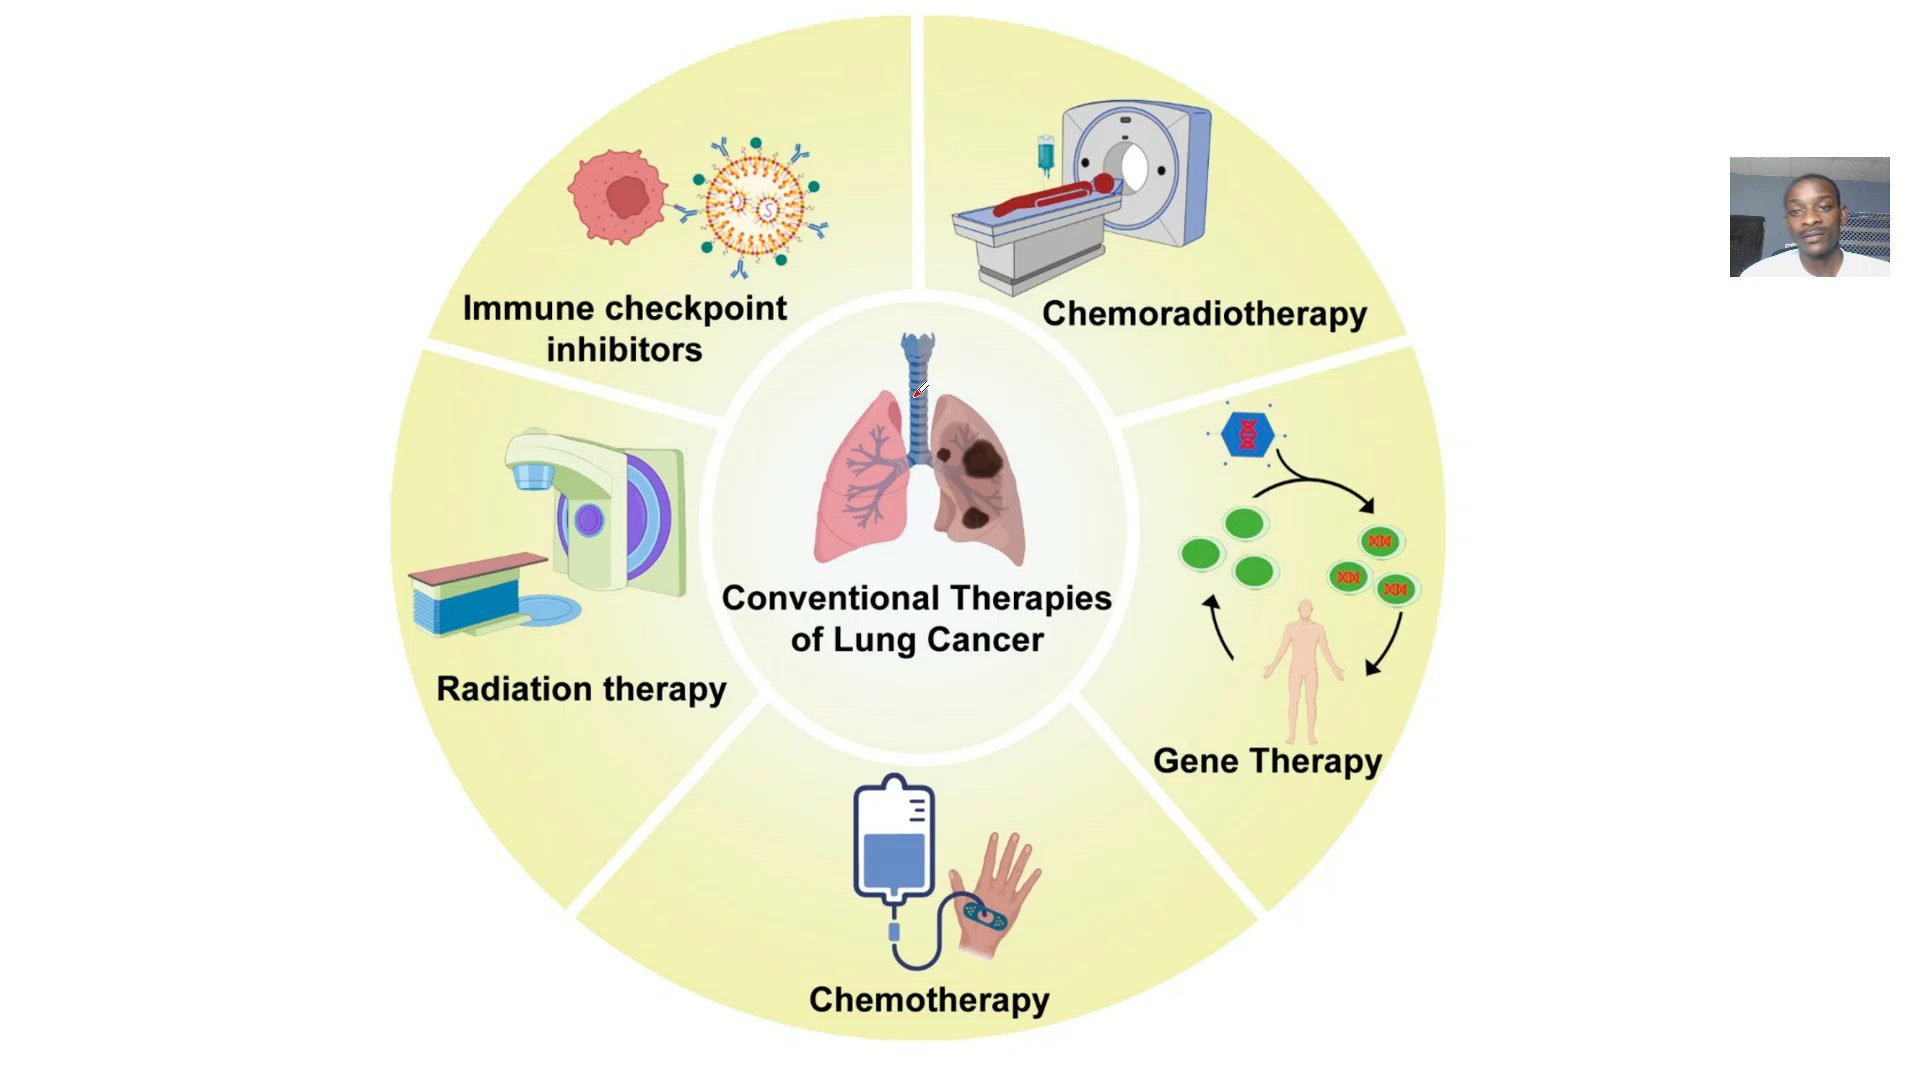 Immune checkpoint
inhibitors
Chemoradiotherapy
Radiation therapy
Conventional Therapies
of Lung Cancer
Gene Therapy
Chemotherapy